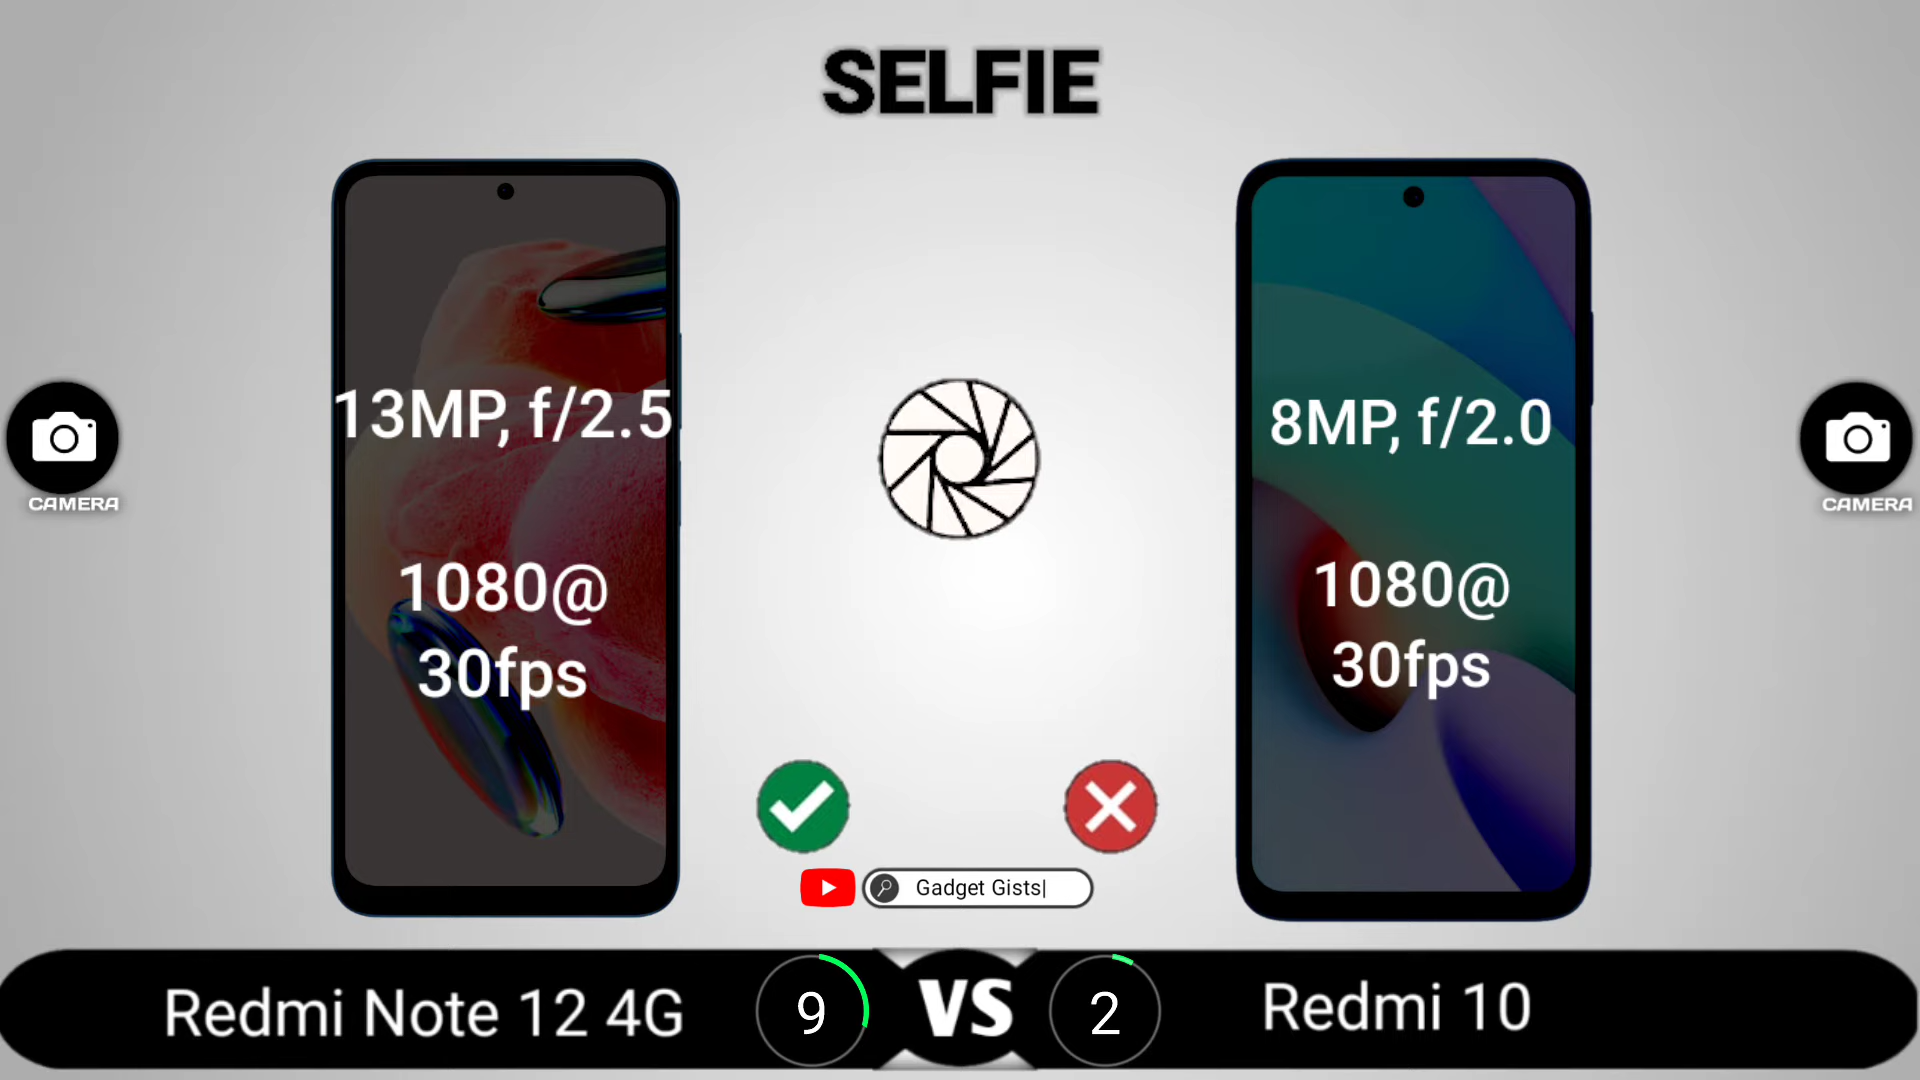 SELFIE
13MP, f/2.5
1080@
30fps
8MP, f/2.0
1080@
30fps
CAMERA
CAMERA
Gadget Gists|
Redmi Note 12 4G
9
VS
2
Redmi 10